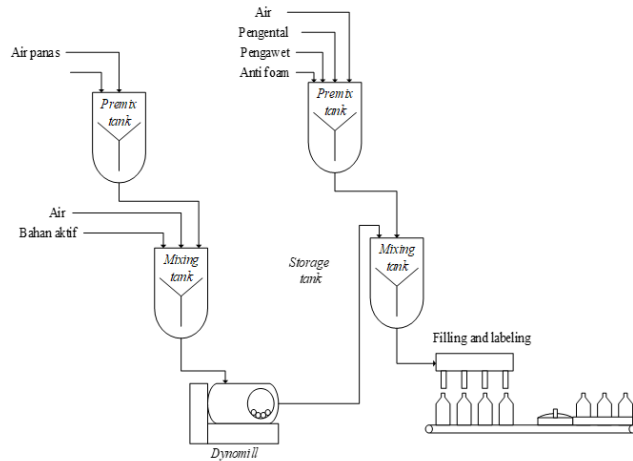 Air
Pengental
Pengawet
Anti foam
Air panas
Premix
tank
Premix
tank
Air
Bahan aktif
Mixing
tank
Storage
tank
Mixing
tank
Filling and labeling
Dynomill